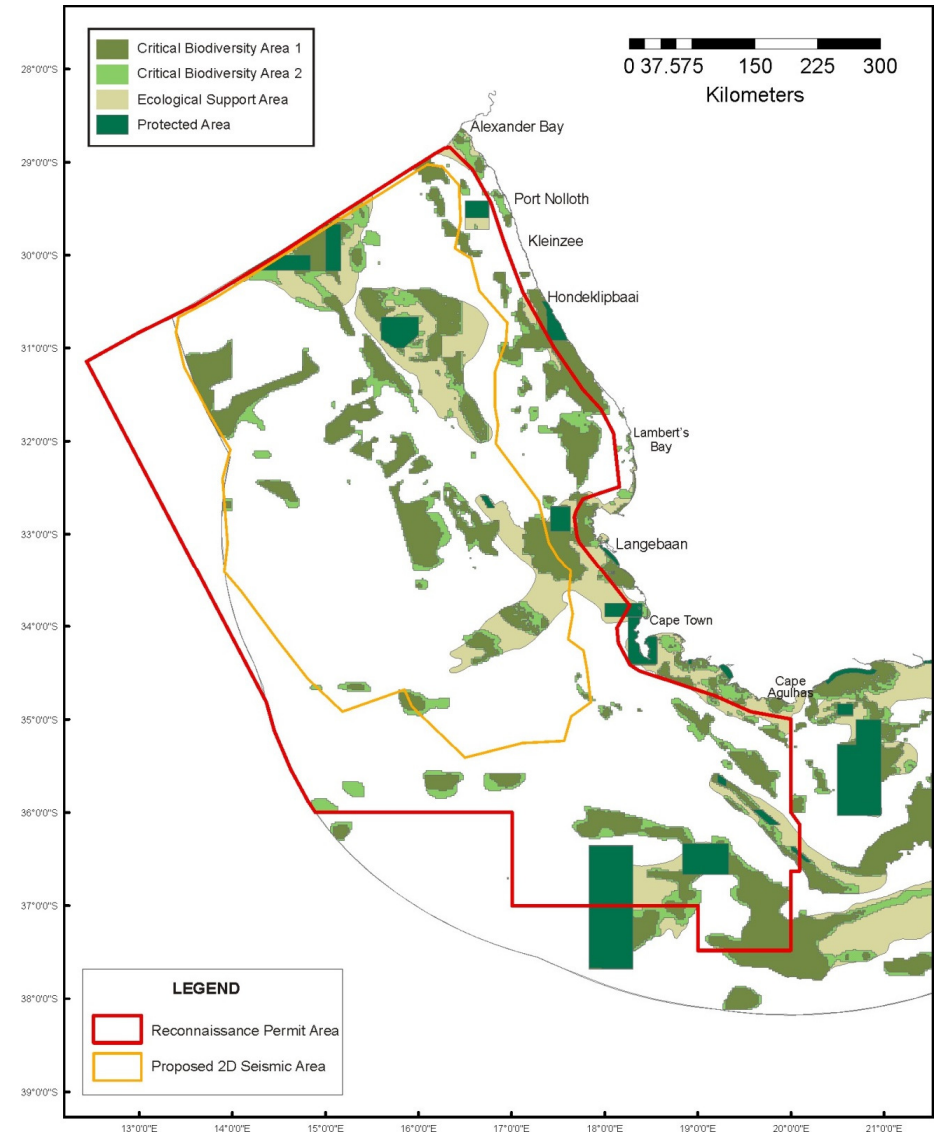 Critical Biodiversity Area 1
Critical Biodiversity Area 2
Ecological Support Area
Protected Area
0 37.575 150 225 300
Kilometers
28°0'0"S
29°0'0"S
30°0'0"S
31°0'0"S
32°0'0"S
33°0'0"S
34°0'0"S
35°0'0"S
36°0'0"S
37°0'0"S
38°0'0"S
39°0'0"S
Alexander Bay
Port Nolloth
Kleinzee
Hondeklipbaai
Lambert's
Bay
Langebaan
Cape Town
Cape
Agulhas
LEGEND
Reconnaissance Permit Area
Proposed 2D Seismic Area
13°0'0"E 14°0'0"E 15°0'0"E 16°0'0"E 17°0'0"E 18°0'0"E 19°0'0"E 20°0'0"E 21°0'0"E